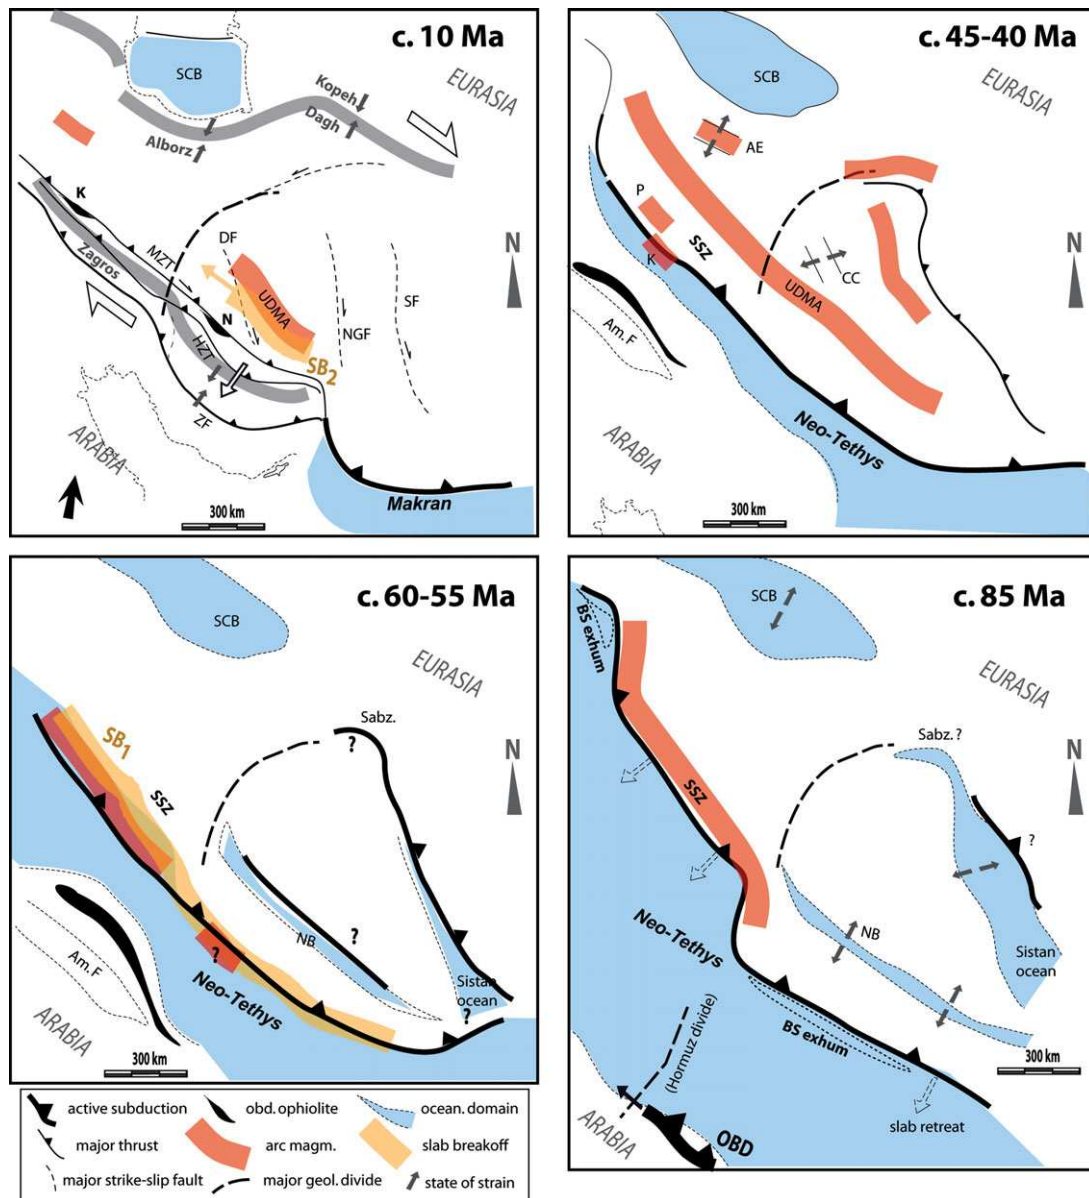 c. 10 Ma
SCB
EURASIA
Kopeh
Dagh
Alborz
K
N
MZT
Zagros
DF
UDMA
SF
N
NGF
HZT
SB2
ZF
ARABIA
300 km
Makran
c. 45-40 Ma
SCB
EURASIA
AE
P
SSZ
K
N
CC
UDMA
Am. F
Neo-Tethys
ARABIA
300 km
c. 60-55 Ma
SCB
EURASIA
Sabz.
?
SB1
SSZ
N
?
NB
Am. F
?
Neo-Tethys
Sistan
ocean
?
ARABIA
300 km
c. 85 Ma
SCB
BS exhum
EURASIA
SSZ
Sabz. ?
N
?
Neo-Tethys
NB
Sistan
ocean
(Hormuz divide)
BS exhum
300 km
ARABIA
OBD
slab retreat
active subduction
obd. ophiolite
ocean. domain
major thrust
arc magm.
slab breakoff
major strike-slip fault
major geol. divide
state of strain